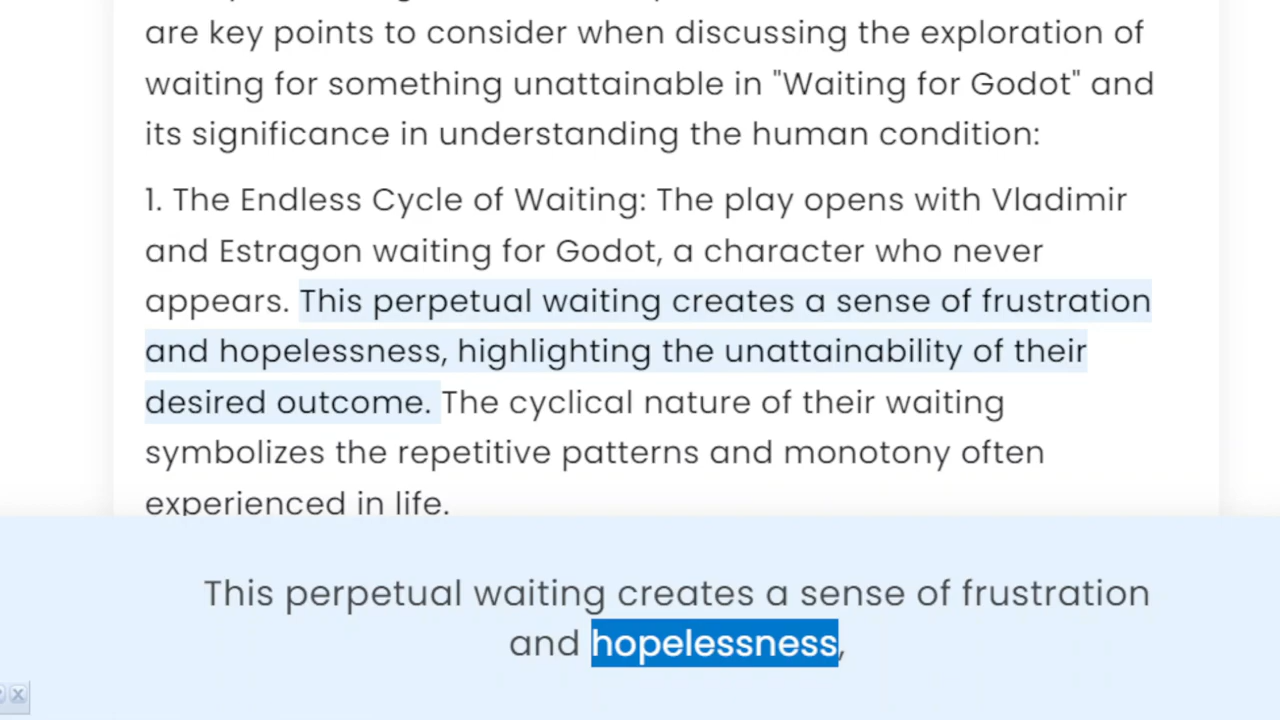 are key points to consider when discussing the exploration of
waiting for something unattainable in "Waiting for Godot" and
its significance in understanding the human condition:
1. The Endless Cycle of Waiting: The play opens with Vladimir
and Estragon waiting for Godot, a character who never
appears. This perpetual waiting creates a sense of frustration
and hopelessness, highlighting the unattainability of their
desired outcome. The cyclical nature of their waiting
symbolizes the repetitive patterns and monotony often
experienced in life.
This perpetual waiting creates a sense of frustration
and hopelessness,